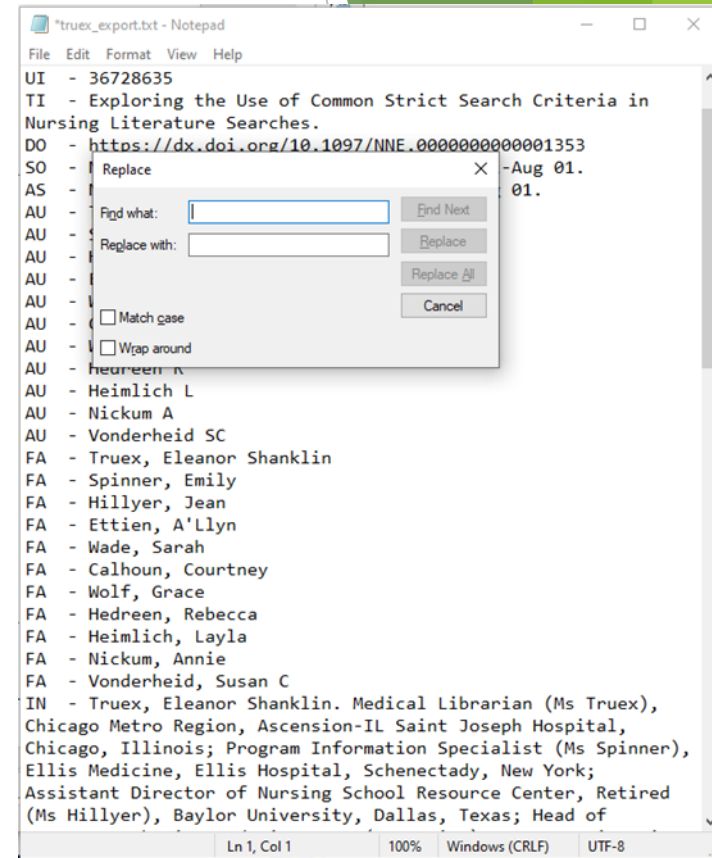 *truex_export.txt - Notepad
File Edit Format View Help
UI - 36728635
TI - Exploring the Use of Common Strict Search Criteria in
Nursing Literature Searches.
DO - https://dx.doi.org/10.1097/NNE.0000000000001353
SO - -Aug 01.
AS - 01.
AU -
AU -
AU -
AU -
AU -
AU -
AU -
AU - Hedreen R
AU - Heimlich L
AU - Nickum A
AU - Vonderheid SC
Replace
Find what:
Find Next
Replace with:
Replace
Replace All
Cancel
Match case
Wrap around
FA - Truex, Eleanor Shanklin
FA - Spinner, Emily
FA - Hillyer, Jean
FA - Ettien, A'Llyn
FA - Wade, Sarah
FA - Calhoun, Courtney
FA - Wolf, Grace
FA - Hedreen, Rebecca
FA - Heimlich, Layla
FA - Nickum, Annie
FA - Vonderheid, Susan C
IN - Truex, Eleanor Shanklin. Medical Librarian (Ms Truex),
Chicago Metro Region, Ascension-IL Saint Joseph Hospital,
Chicago, Illinois; Program Information Specialist (Ms Spinner),
Ellis Medicine, Ellis Hospital, Schenectady, New York;
Assistant Director of Nursing School Resource Center, Retired
(Ms Hillyer), Baylor University, Dallas, Texas; Head of
Ln 1, Col 1 100% Windows (CRLF) UTF-8